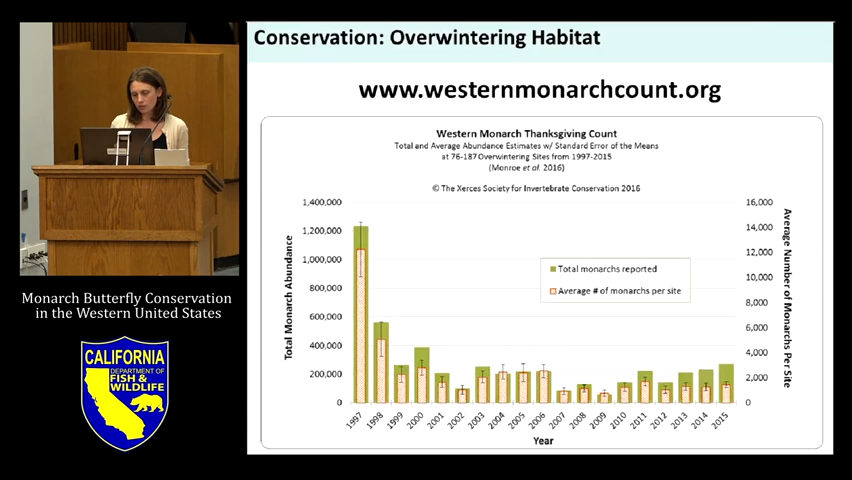 Conservation: Overwintering Habitat
www.westernmonarchcount.org
Western Monarch Thanksgiving Count
Total and Average Abundance Estimates w/ Standard Error of the Means
at 76-187 Overwintering Sites from 1997-2015
(Monroe et al. 2016)
© The Xerces Society for Invertebrate Conservation 2016
Total Monarch Abundance
1,400,000
1,200,000
1,000,000
800,000
600,000
400,000
200,000
0
Total monarchs reported
Average # of monarchs per site
16,000
14,000
12,000
10,000
8,000
6,000
4,000
2,000
0
Average Number of Monarchs Per Site
1997
1998
1999
2000
2001
2002
2003
2004
2005
2006
2007
2008
2009
2010
2011
2012
2013
2014
2015
Year
Monarch Butterfly Conservation
in the Western United States
CALIFORNIA
DEPARTMENT OF
FISH &
WILDLIFE